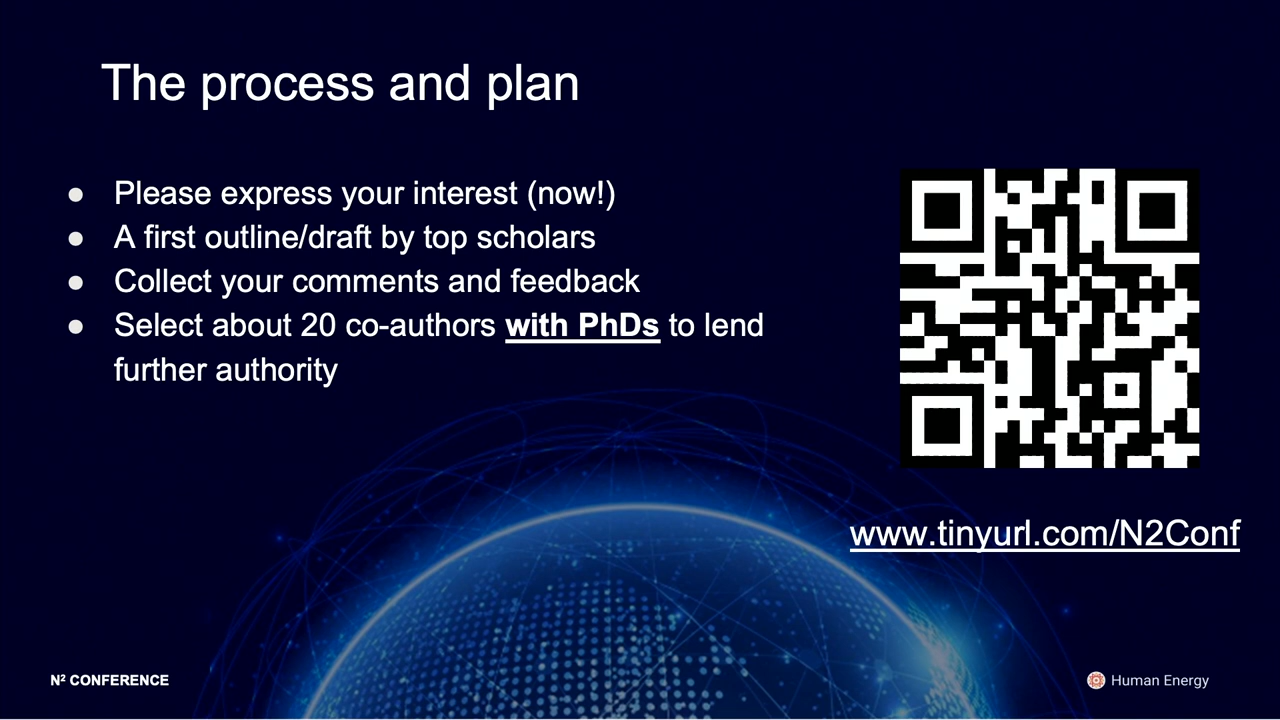 The process and plan
● Please express your interest (now!)
● A first outline/draft by top scholars
● Collect your comments and feedback
● Select about 20 co-authors with PhDs to lend
further authority
www.tinyurl.com/N2Conf
N² CONFERENCE
Human Energy